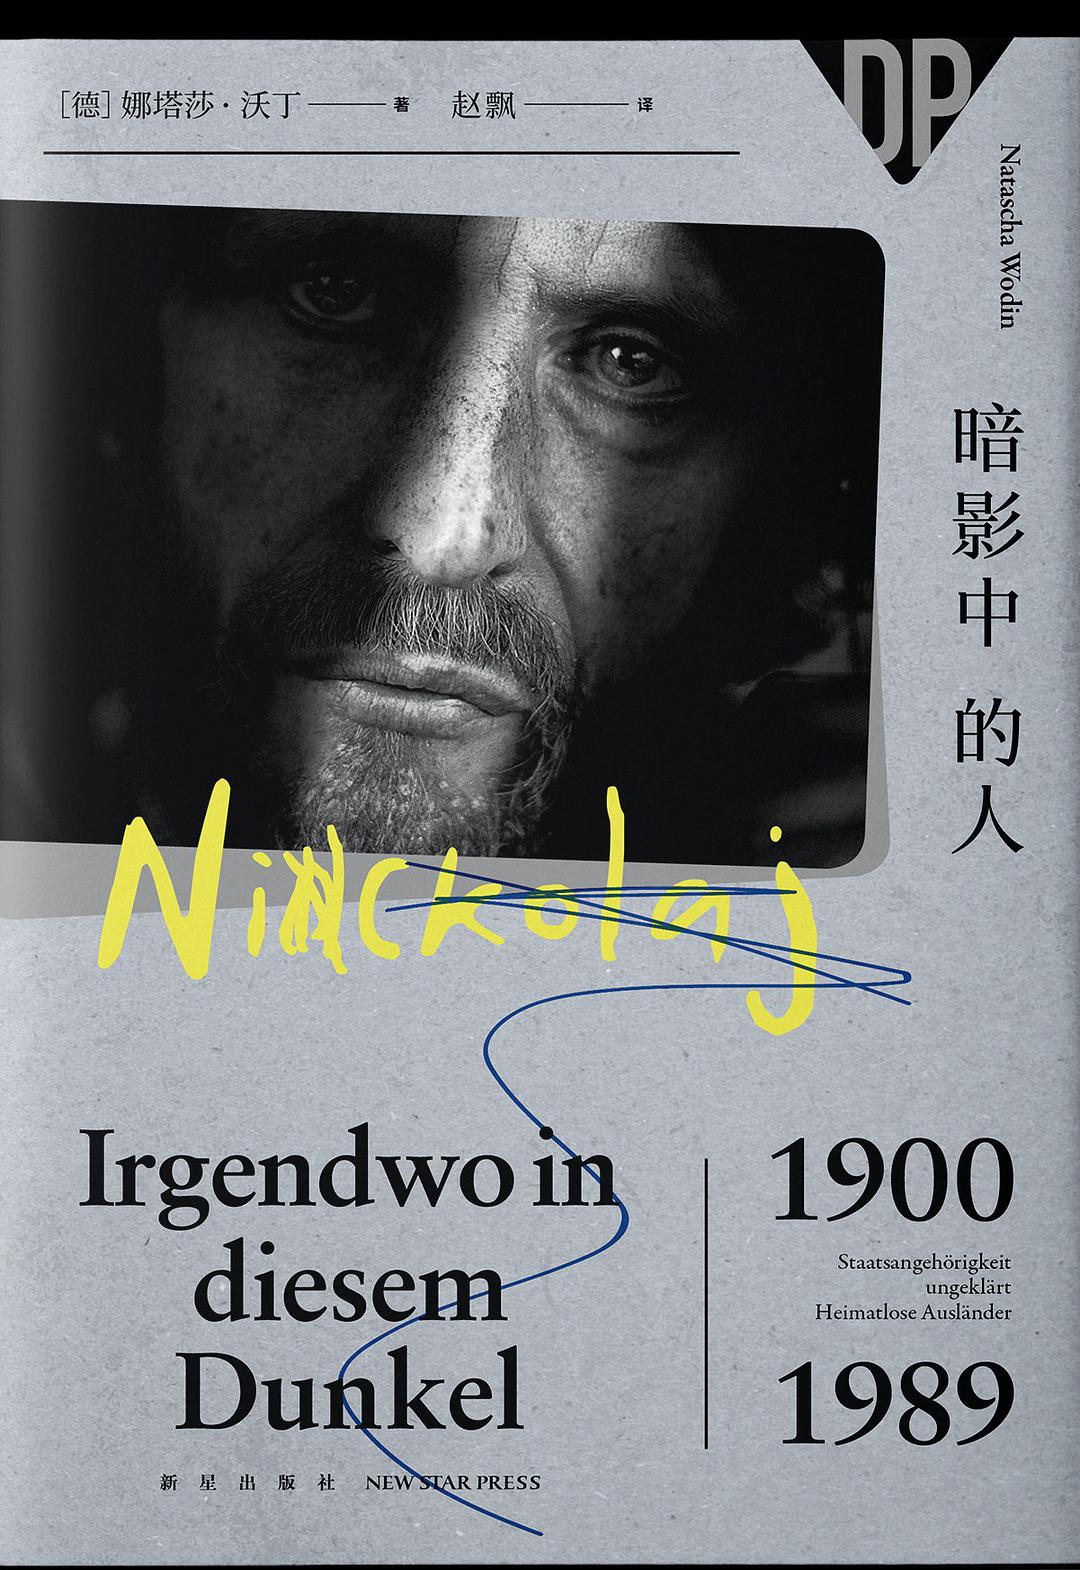 [德] 娜塔莎·沃丁 —— 著 赵飘 —— 译
DP
Natascha Wodin
暗影中的人
Irgendwo in
diesem
Dunkel
1900
Staatsangehörigkeit
ungeklärt
Heimatlose Ausländer
1989
新星出版社 NEW STAR PRESS